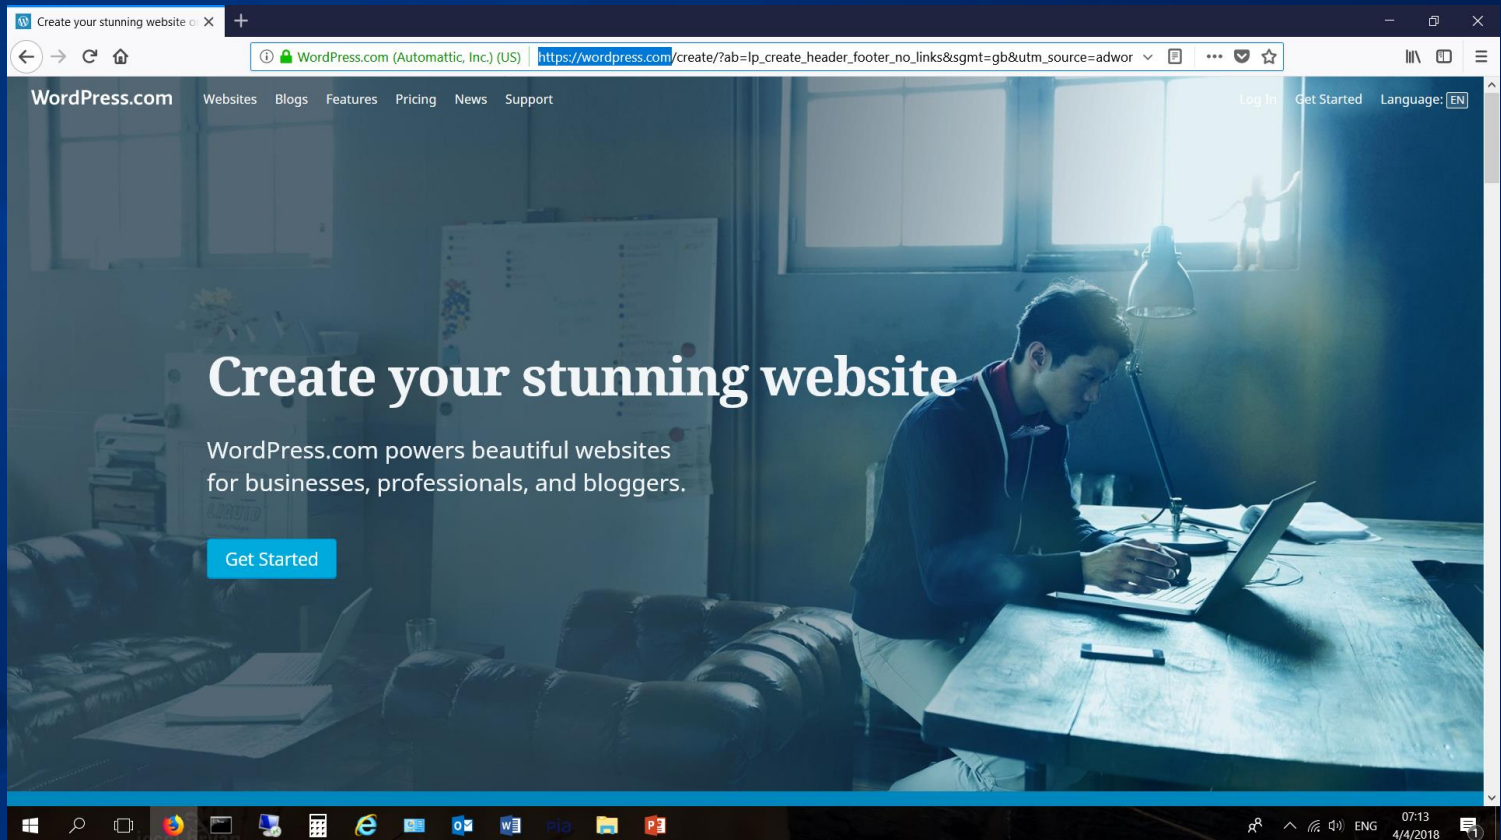 Create your stunning website o
WordPress.com (Automattic, Inc.) (US) https://wordpress.com/create/?ab=lp_create_header_footer_no_links&sgmt=gb&utm_source=adwor
WordPress.com Websites Blogs Features Pricing News Support Log In Get Started Language: EN
Create your stunning website
WordPress.com powers beautiful websites
for businesses, professionals, and bloggers.
Get Started
pia
ENG
07:13
4/4/2018
1